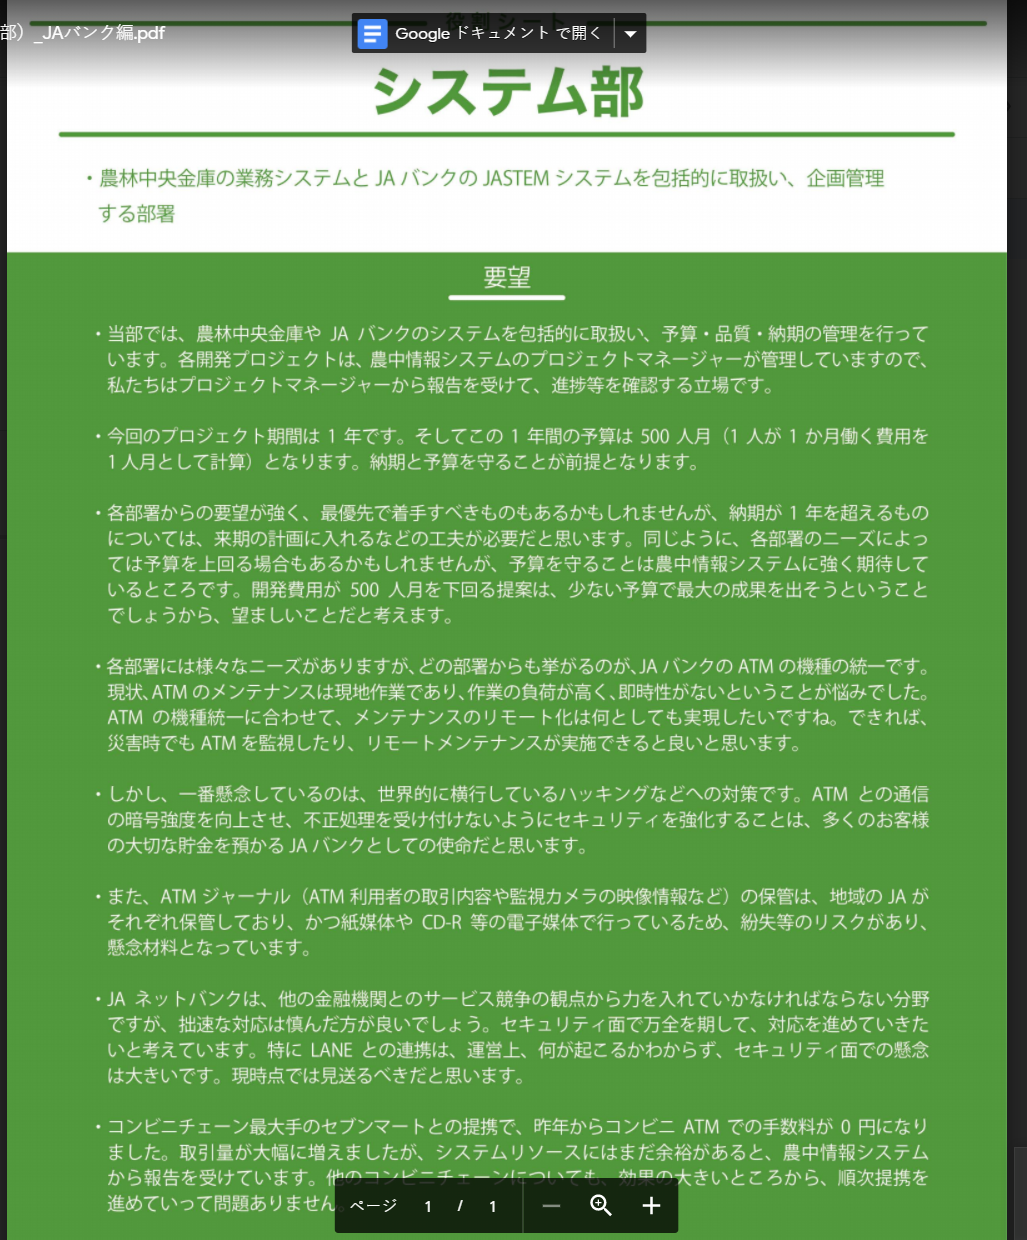 部）_JAバンク編.pdf
役割シート
Google ドキュメント で開く
システム部
・農林中央金庫の業務システムと JA バンクの JASTEM システムを包括的に取扱い、企画管理
する部署
要望
・当部では、農林中央金庫や JA バンクのシステムを包括的に取扱い、予算・品質・納期の管理を行って
います。各開発プロジェクトは、農中情報システムのプロジェクトマネージャーが管理していますので、
私たちはプロジェクトマネージャーから報告を受けて、進捗等を確認する立場です。
・今回のプロジェクト期間は 1 年です。そしてこの 1 年間の予算は 500 人月（1 人が 1 か月働く費用を
1 人月として計算）となります。納期と予算を守ることが前提となります。
・各部署からの要望が強く、最優先で着手すべきものもあるかもしれませんが、納期が 1 年を超えるもの
については、来期の計画に入れるなどの工夫が必要だと思います。同じように、各部署のニーズによっ
ては予算を上回る場合もあるかもしれませんが、予算を守ることは農中情報システムに強く期待して
いるところです。開発費用が 500 人月を下回る提案は、少ない予算で最大の成果を出そうということ
でしょうから、望ましいことだと考えます。
・各部署には様々なニーズがありますが、どの部署からも挙がるのが、JA バンクの ATM の機種の統一です。
現状、ATM のメンテナンスは現地作業であり、作業の負荷が高く、即時性がないということが悩みでした。
ATM の機種統一に合わせて、メンテナンスのリモート化は何としても実現したいですね。できれば、
災害時でも ATM を監視したり、リモートメンテナンスが実施できると良いと思います。
・しかし、一番懸念しているのは、世界的に横行しているハッキングなどへの対策です。ATM との通信
の暗号強度を向上させ、不正処理を受け付けないようにセキュリティを強化することは、多くのお客様
の大切な貯金を預かる JA バンクとしての使命だと思います。
・また、ATM ジャーナル（ATM 利用者の取引内容や監視カメラの映像情報など）の保管は、地域の JA が
それぞれ保管しており、かつ紙媒体や CD-R 等の電子媒体で行っているため、紛失等のリスクがあり、
懸念材料となっています。
・JA ネットバンクは、他の金融機関とのサービス競争の観点から力を入れていかなければならない分野
ですが、拙速な対応は慎んだ方が良いでしょう。セキュリティ面で万全を期して、対応を進めていきた
いと考えています。特に LANE との連携は、運営上、何が起こるかわからず、セキュリティ面での懸念
は大きいです。現時点では見送るべきだと思います。
・コンビニチェーン最大手のセブンマートとの提携で、昨年からコンビニ ATM での手数料が 0 円になり
ました。取引量が大幅に増えましたが、システムリソースにはまだ余裕があると、農中情報システム
から報告を受けています。他のコンビニチェーンについても、効果の大きいところから、順次提携を
進めていって問題ありません。
ページ 1 / 1